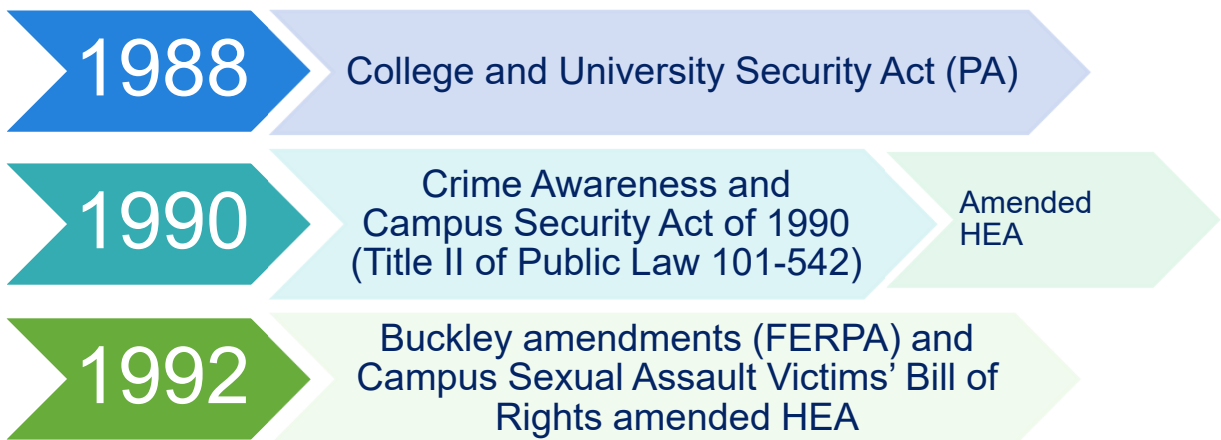 1988
College and University Security Act (PA)
1990
Crime Awareness and
Campus Security Act of 1990
(Title II of Public Law 101-542)
Amended
HEA
1992
Buckley amendments (FERPA) and
Campus Sexual Assault Victims’ Bill of
Rights amended HEA